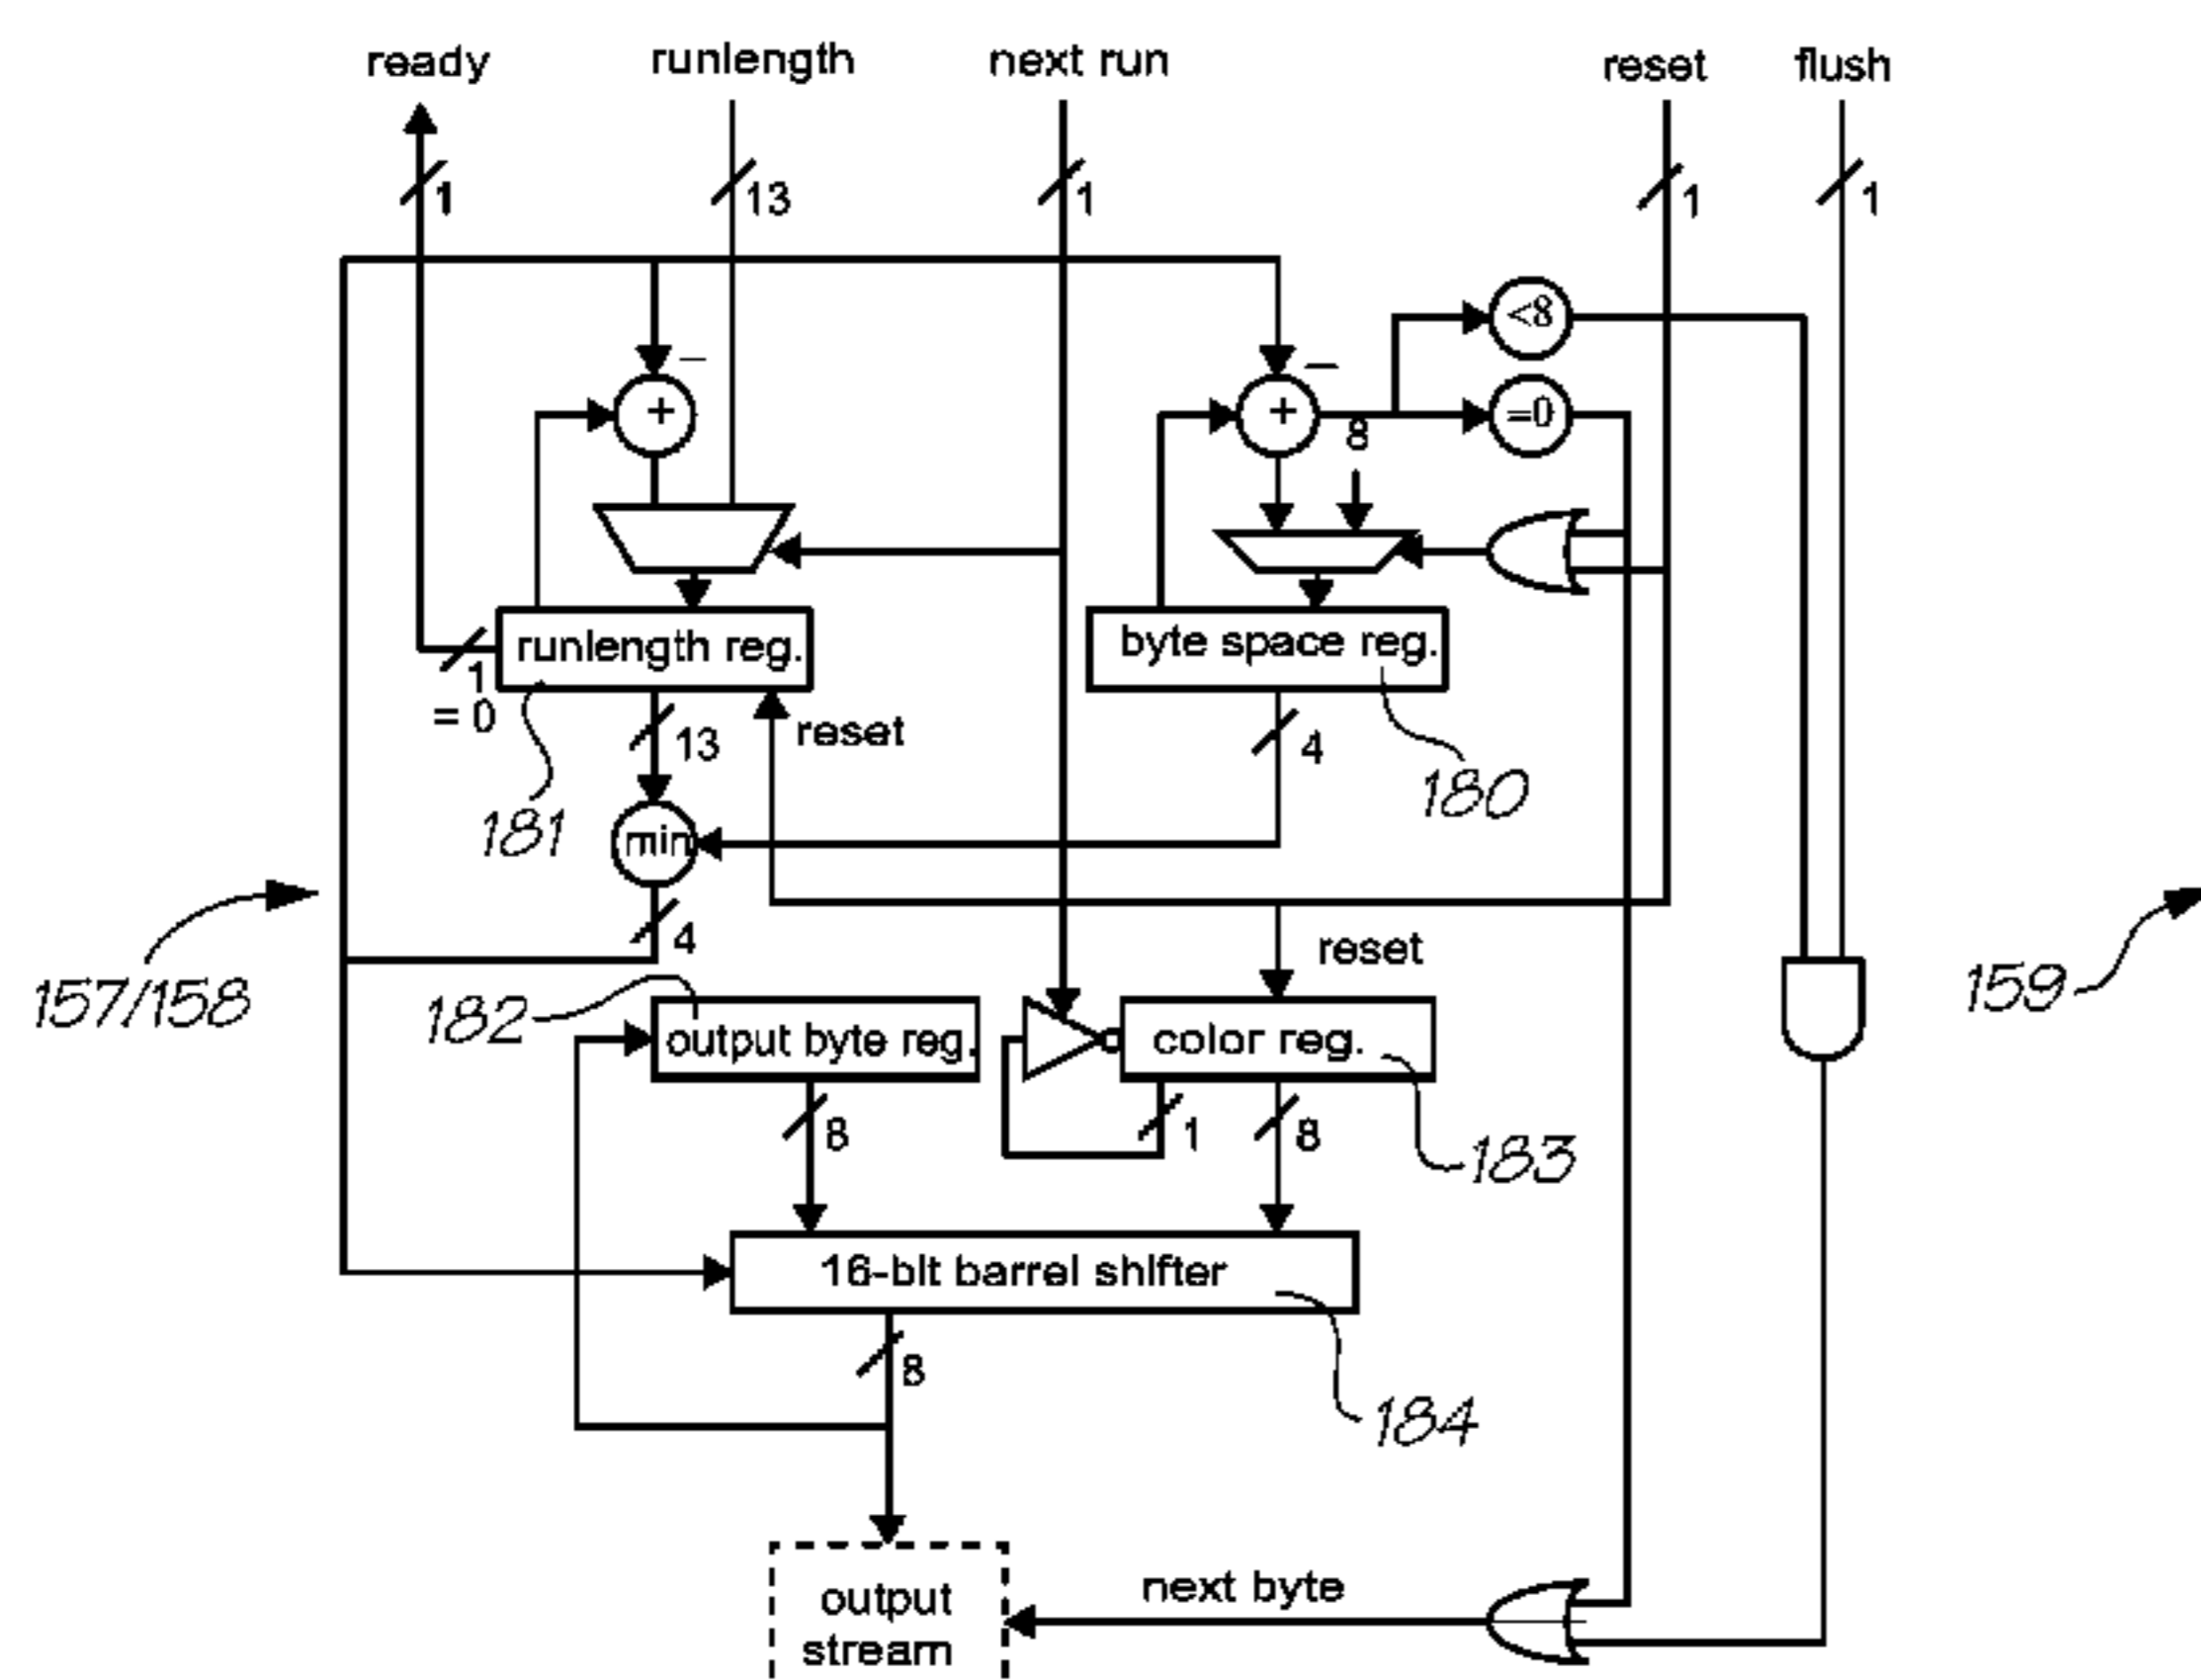 ready runlength next run reset flush
1 13 1 1 1
<8
–
–
+ + =0
8
runlength reg. byte space reg.
1
= 0
13 reset 4
181 180
min
4
reset
157/158 182 159
output byte reg. color reg.
8 1 8
183
16-bit barrel shifter
8
184
next byte
output
stream